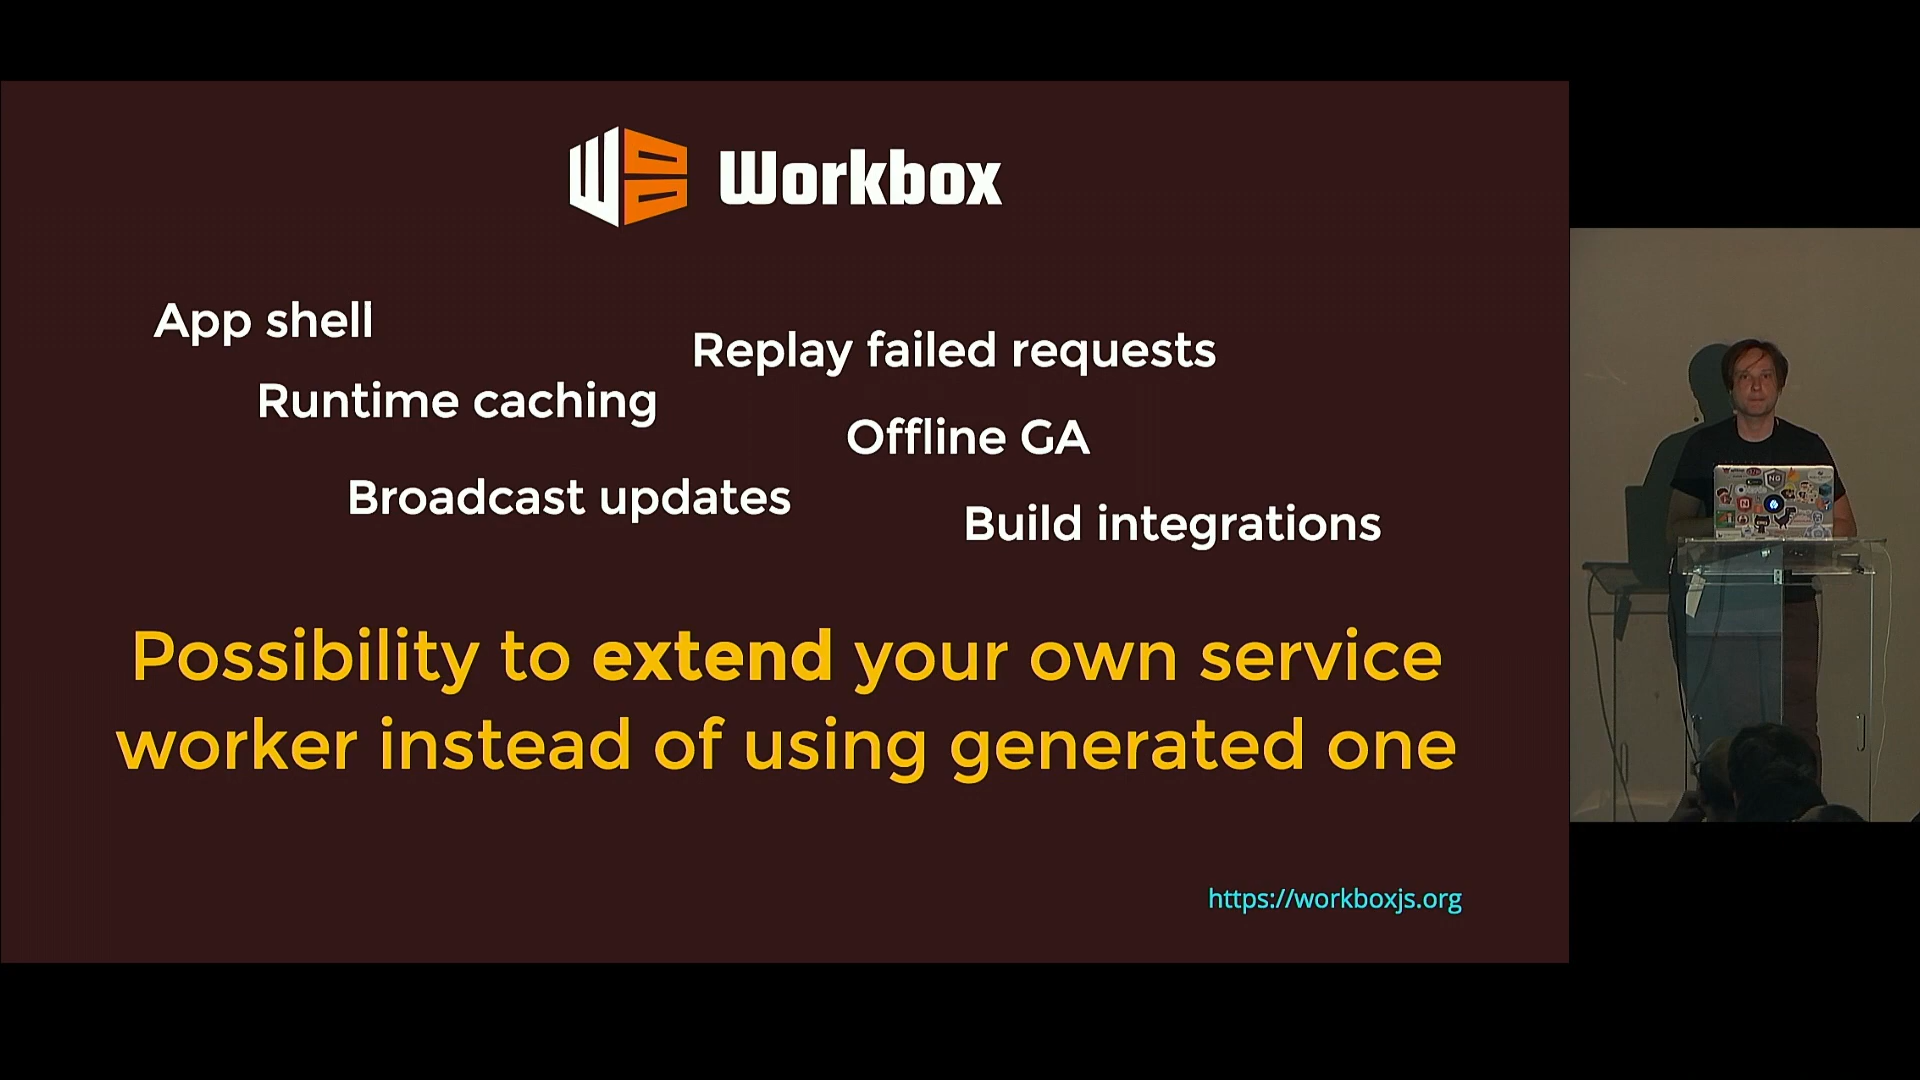 Workbox
App shell
Replay failed requests
Runtime caching
Offline GA
Broadcast updates
Build integrations
Possibility to extend your own service
worker instead of using generated one
https://workboxjs.org